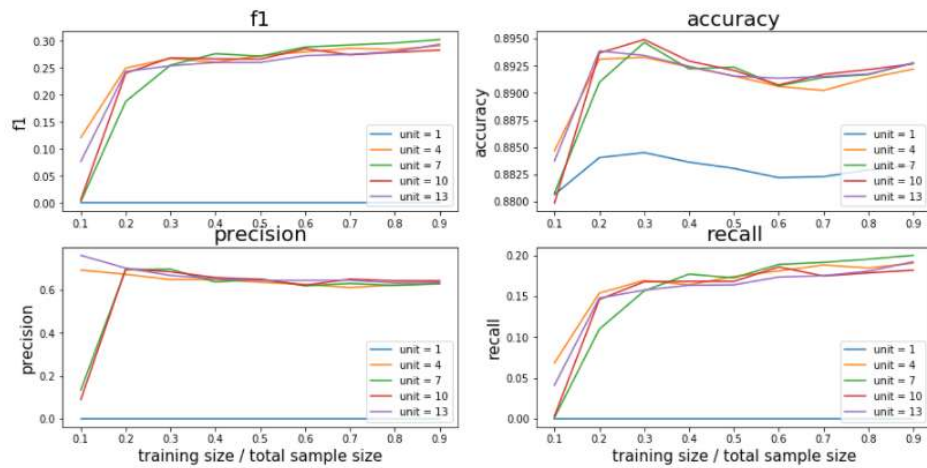 f1
f1
0.30
0.25
0.20
0.15
0.10
0.05
0.00
unit = 1
unit = 4
unit = 7
unit = 10
unit = 13
0.1 0.2 0.3 0.4 0.5 0.6 0.7 0.8 0.9
accuracy
accuracy
0.8950
0.8925
0.8900
0.8875
0.8850
0.8825
0.8800
unit = 1
unit = 4
unit = 7
unit = 10
unit = 13
0.1 0.2 0.3 0.4 0.5 0.6 0.7 0.8 0.9
precision
precision
0.6
0.4
0.2
0.0
unit = 1
unit = 4
unit = 7
unit = 10
unit = 13
0.1 0.2 0.3 0.4 0.5 0.6 0.7 0.8 0.9
training size / total sample size
recall
recall
0.20
0.15
0.10
0.05
0.00
unit = 1
unit = 4
unit = 7
unit = 10
unit = 13
0.1 0.2 0.3 0.4 0.5 0.6 0.7 0.8 0.9
training size / total sample size